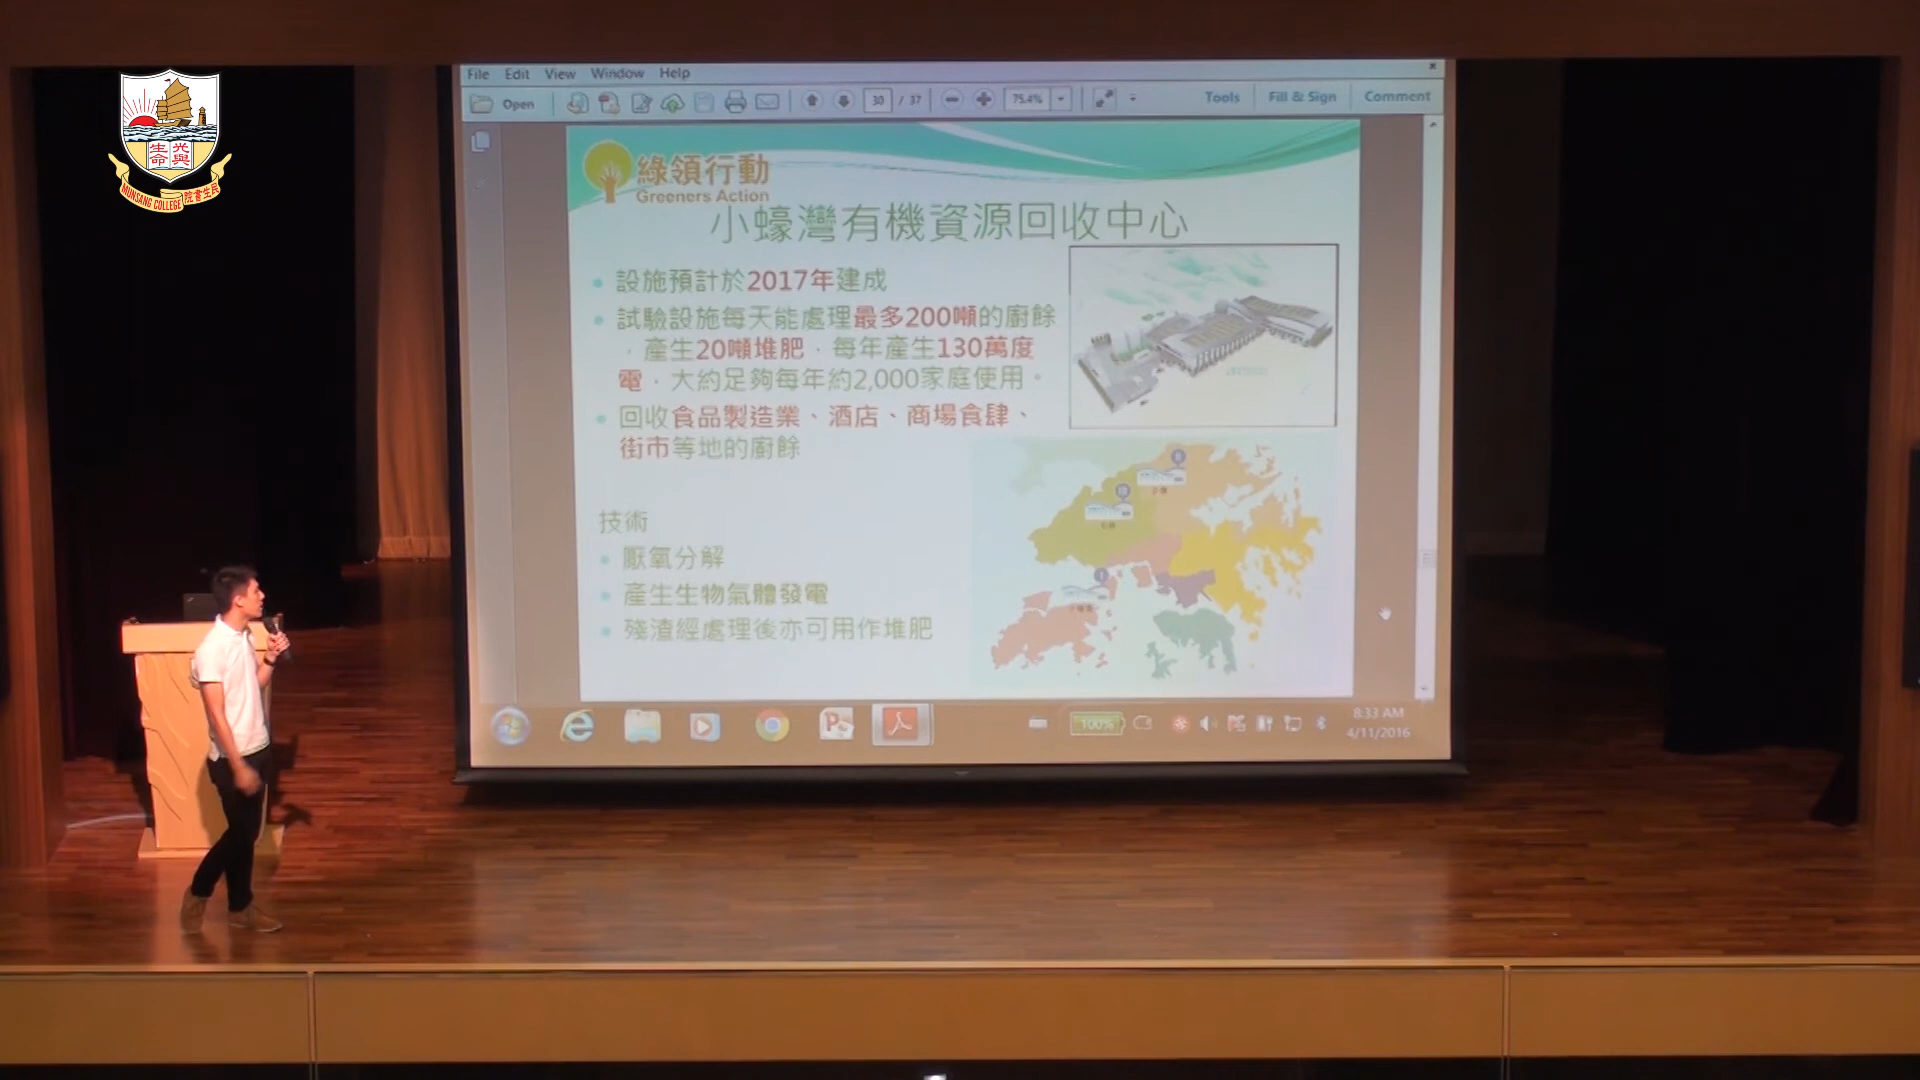 光與
生命
MUNSANG COLLEGE 民生書院
File Edit View Window Help
Open 30 / 37 75.4% Tools Fill & Sign Comment
綠領行動
Greeners Action
小蠔灣有機資源回收中心
設施預計於2017年建成
試驗設施每天能處理最多200噸的廚餘
，產生20噸堆肥，每年產生130萬度
電，大約足夠每年約2,000家庭使用。
回收食品製造業、酒店、商場食肆、
街市等地的廚餘
技術
厭氧分解
產生生物氣體發電
殘渣經處理後亦可用作堆肥
100%
8:33 AM
4/11/2016